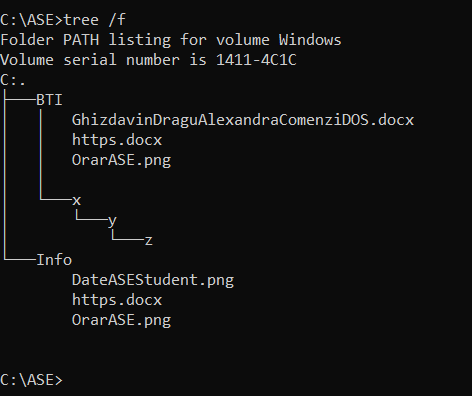 C:\ASE>tree /f
Folder PATH listing for volume Windows
Volume serial number is 1411-4C1C
C:.
├───BTI
│   │   GhizdavinDraguAlexandraComenziDOS.docx
│   │   https.docx
│   │   OrarASE.png
│   │
│   └───x
│       └───y
│           └───z
└───Info
        DateASEStudent.png
        https.docx
        OrarASE.png

C:\ASE>